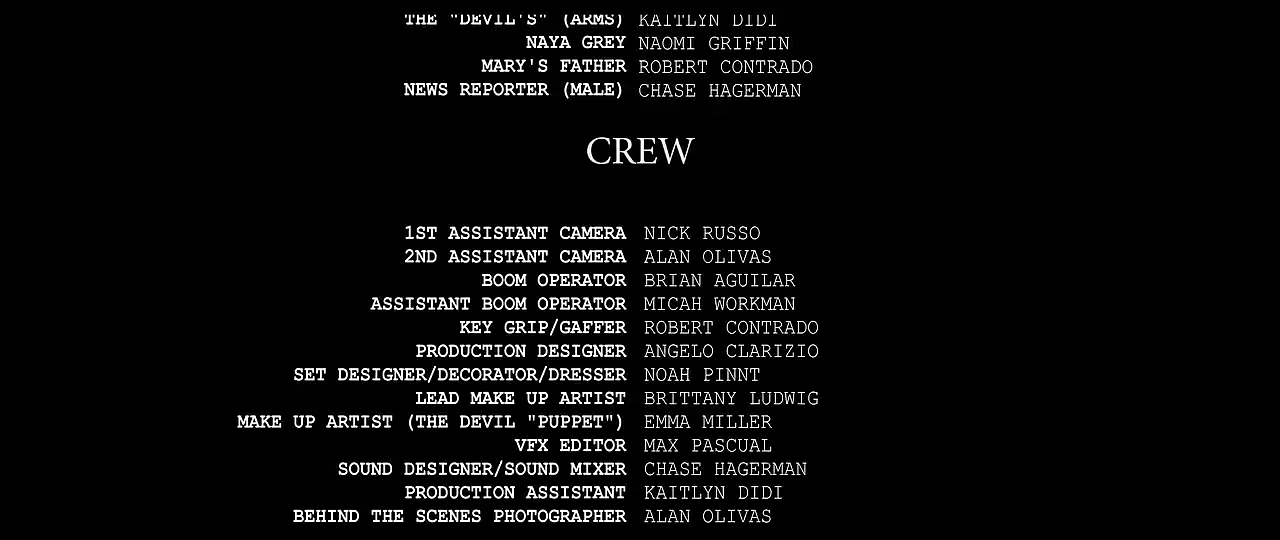 THE "DEVIL'S" (ARMS) KAITLYN DIDI
NAYA GREY NAOMI GRIFFIN
MARY'S FATHER ROBERT CONTRADO
NEWS REPORTER (MALE) CHASE HAGERMAN
CREW
1ST ASSISTANT CAMERA NICK RUSSO
2ND ASSISTANT CAMERA ALAN OLIVAS
BOOM OPERATOR BRIAN AGUILAR
ASSISTANT BOOM OPERATOR MICAH WORKMAN
KEY GRIP/GAFFER ROBERT CONTRADO
PRODUCTION DESIGNER ANGELO CLARIZIO
SET DESIGNER/DECORATOR/DRESSER NOAH PINNT
LEAD MAKE UP ARTIST BRITTANY LUDWIG
MAKE UP ARTIST (THE DEVIL "PUPPET") EMMA MILLER
VFX EDITOR MAX PASCUAL
SOUND DESIGNER/SOUND MIXER CHASE HAGERMAN
PRODUCTION ASSISTANT KAITLYN DIDI
BEHIND THE SCENES PHOTOGRAPHER ALAN OLIVAS